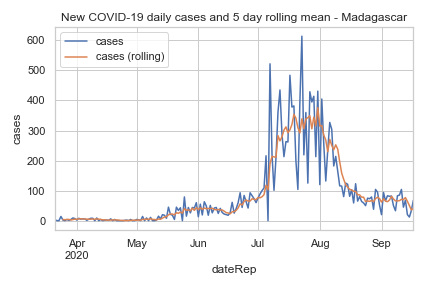 New COVID-19 daily cases and 5 day rolling mean - Madagascar
cases
cases (rolling)
600
500
400
300
200
100
0
cases
Apr
2020
May
Jun
Jul
Aug
Sep
dateRep